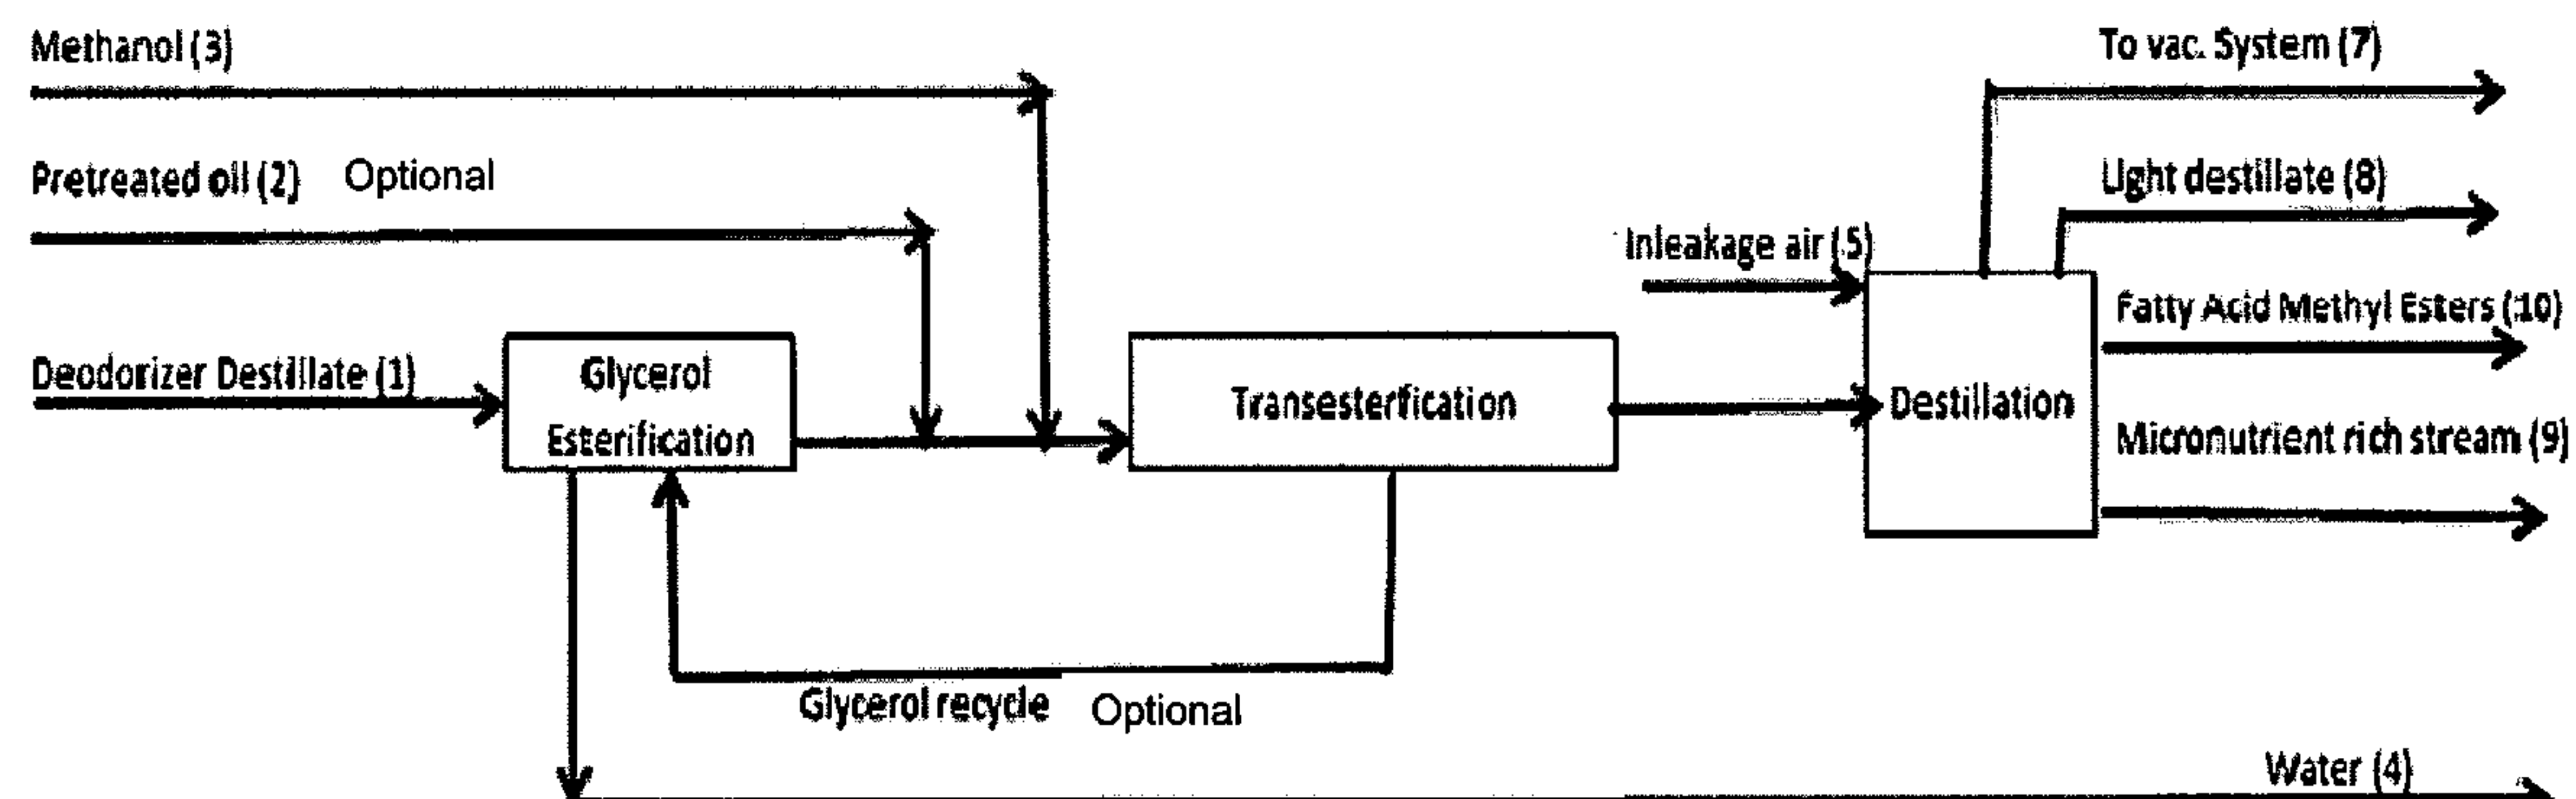 Methanol (3)
To vac. System (7)
Pretreated oil (2) Optional
Light destillate (8)
Inleakage air (5)
Fatty Acid Methyl Esters (10)
Deodorizer Destillate (1)
Glycerol
Esterification
Transesterfication
Destillation
Micronutrient rich stream (9)
Glycerol recycle Optional
Water (4)